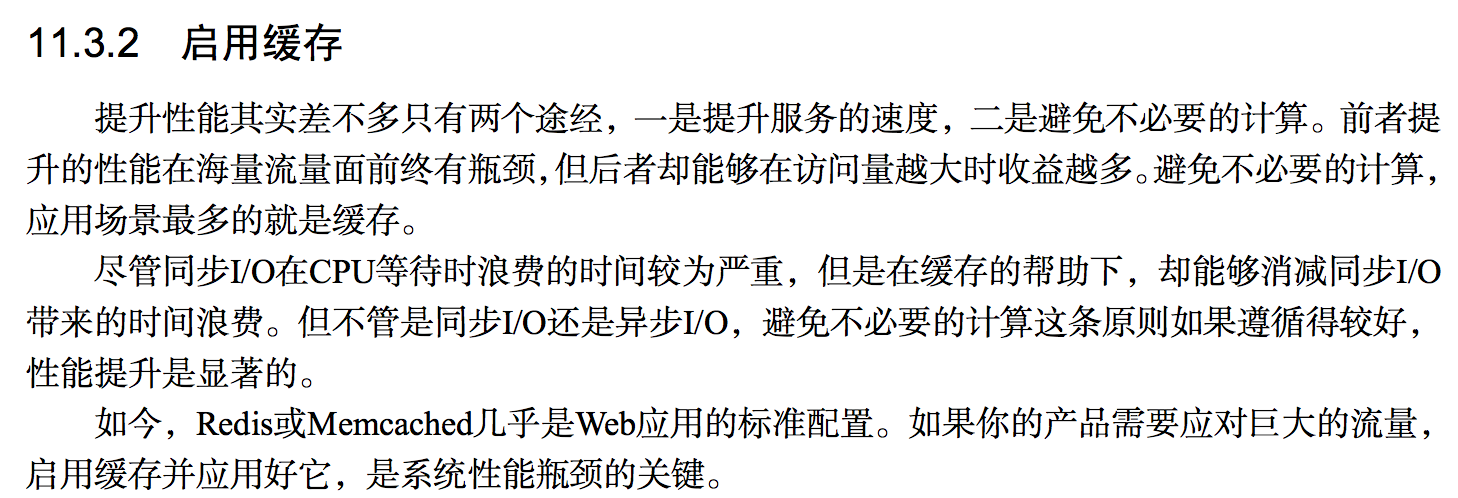 11.3.2 启用缓存
提升性能其实差不多只有两个途经，一是提升服务的速度，二是避免不必要的计算。前者提
升的性能在海量流量面前终有瓶颈，但后者却能够在访问量越大时收益越多。避免不必要的计算，
应用场景最多的就是缓存。
尽管同步I/O在CPU等待时浪费的时间较为严重，但是在缓存的帮助下，却能够消减同步I/O
带来的时间浪费。但不管是同步I/O还是异步I/O，避免不必要的计算这条原则如果遵循得较好，
性能提升是显著的。
如今，Redis或Memcached几乎是Web应用的标准配置。如果你的产品需要应对巨大的流量，
启用缓存并应用好它，是系统性能瓶颈的关键。